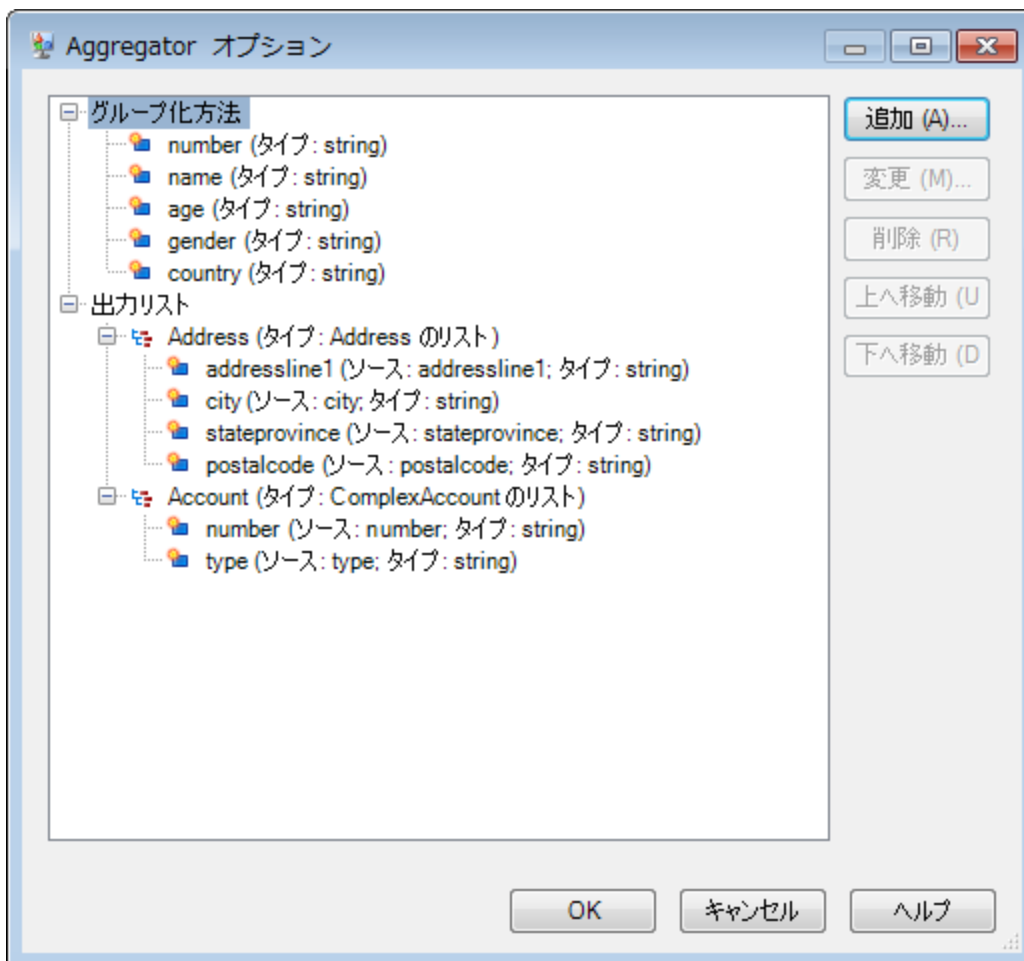 Aggregator オプション
グループ化方法
number (タイプ: string)
name (タイプ: string)
age (タイプ: string)
gender (タイプ: string)
country (タイプ: string)
出力リスト
Address (タイプ: Address のリスト)
addressline1 (ソース: addressline1; タイプ: string)
city (ソース: city; タイプ: string)
stateprovince (ソース: stateprovince; タイプ: string)
postalcode (ソース: postalcode; タイプ: string)
Account (タイプ: ComplexAccount のリスト)
number (ソース: number; タイプ: string)
type (ソース: type; タイプ: string)
追加 (A)...
変更 (M)...
削除 (R)
上へ移動 (U
下へ移動 (D
OK
キャンセル
ヘルプ